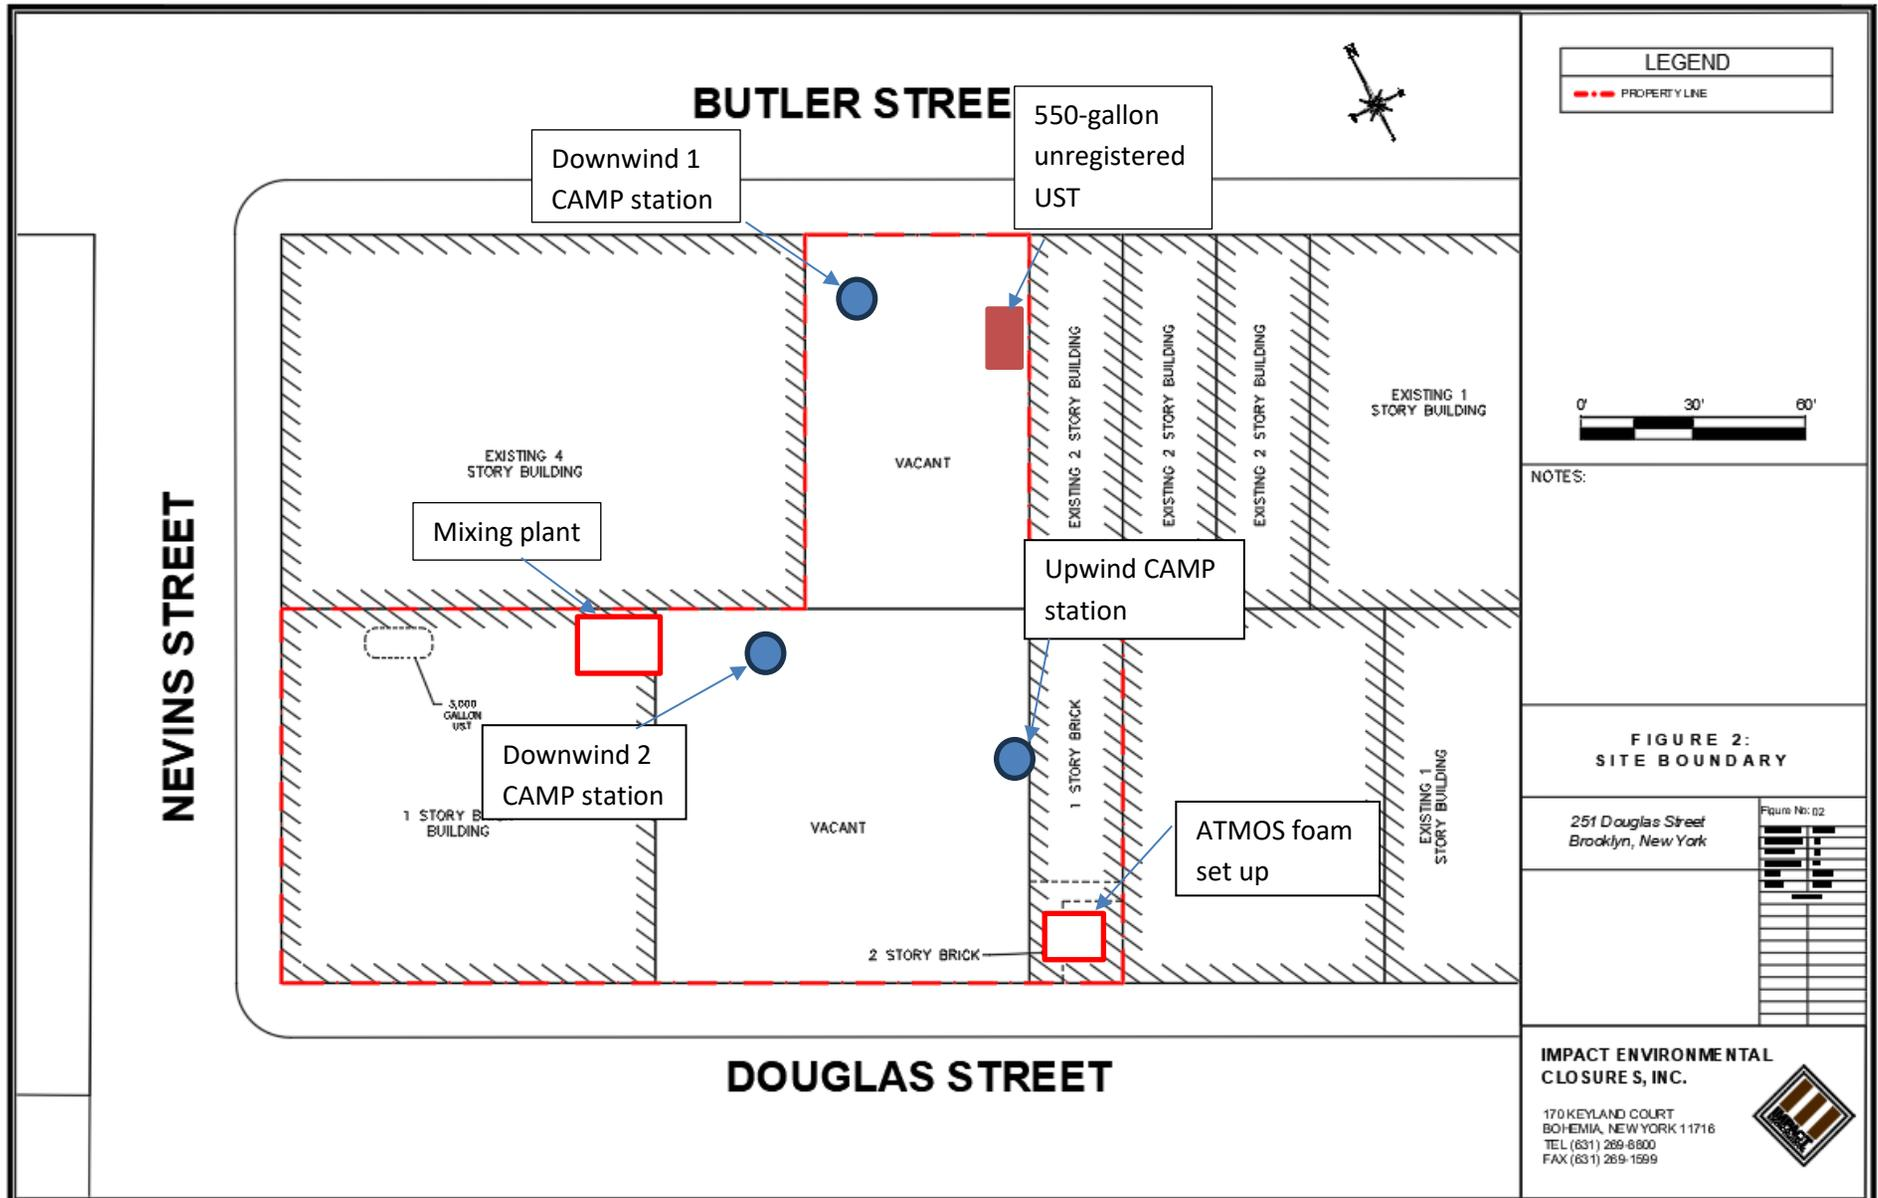 BUTLER STREE
N
Downwind 1
CAMP station
550-gallon
unregistered
UST
EXISTING 4
STORY BUILDING
VACANT
EXISTING 2 STORY BUILDING
EXISTING 2 STORY BUILDING
EXISTING 2 STORY BUILDING
EXISTING 1
STORY BUILDING
Mixing plant
Upwind CAMP
station
NEVINS STREET
GALLON
UST
Downwind 2
CAMP station
1 STORY
BUILDING
VACANT
1 STORY BRICK
ATMOS foam
set up
EXISTING 1
STORY BUILDING
2 STORY BRICK
DOUGLAS STREET
LEGEND
PROPERTY LINE
0' 30' 60'
NOTES:
FIGURE 2:
SITE BOUNDARY
251 Douglas Street
Brooklyn, New York
Figure No: 02
IMPACT ENVIRONMENTAL
CLOSURES, INC.
170 KEYLAND COURT
BOHEMIA, NEW YORK 11716
TEL (631) 269-8800
FAX (631) 269-1599
IMPACT